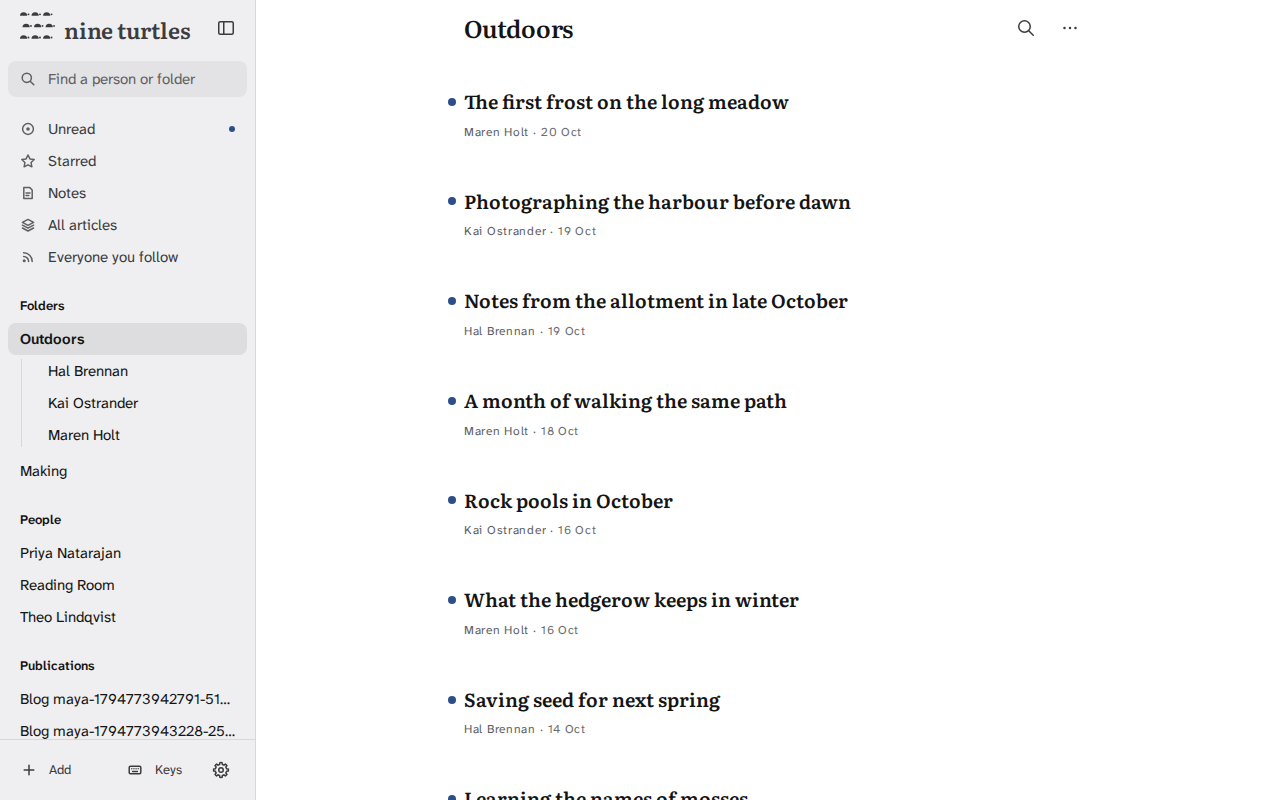 nine turtles
Find a person or folder
Unread
Starred
Notes
All articles
Everyone you follow
Folders
Outdoors
Hal Brennan
Kai Ostrander
Maren Holt
Making
People
Priya Natarajan
Reading Room
Theo Lindqvist
Publications
Blog maya-1794773942791-51...
Blog maya-1794773943228-25...
Add
Keys
Outdoors
The first frost on the long meadow
Maren Holt · 20 Oct
Photographing the harbour before dawn
Kai Ostrander · 19 Oct
Notes from the allotment in late October
Hal Brennan · 19 Oct
A month of walking the same path
Maren Holt · 18 Oct
Rock pools in October
Kai Ostrander · 16 Oct
What the hedgerow keeps in winter
Maren Holt · 16 Oct
Saving seed for next spring
Hal Brennan · 14 Oct
Learning the names of mosses